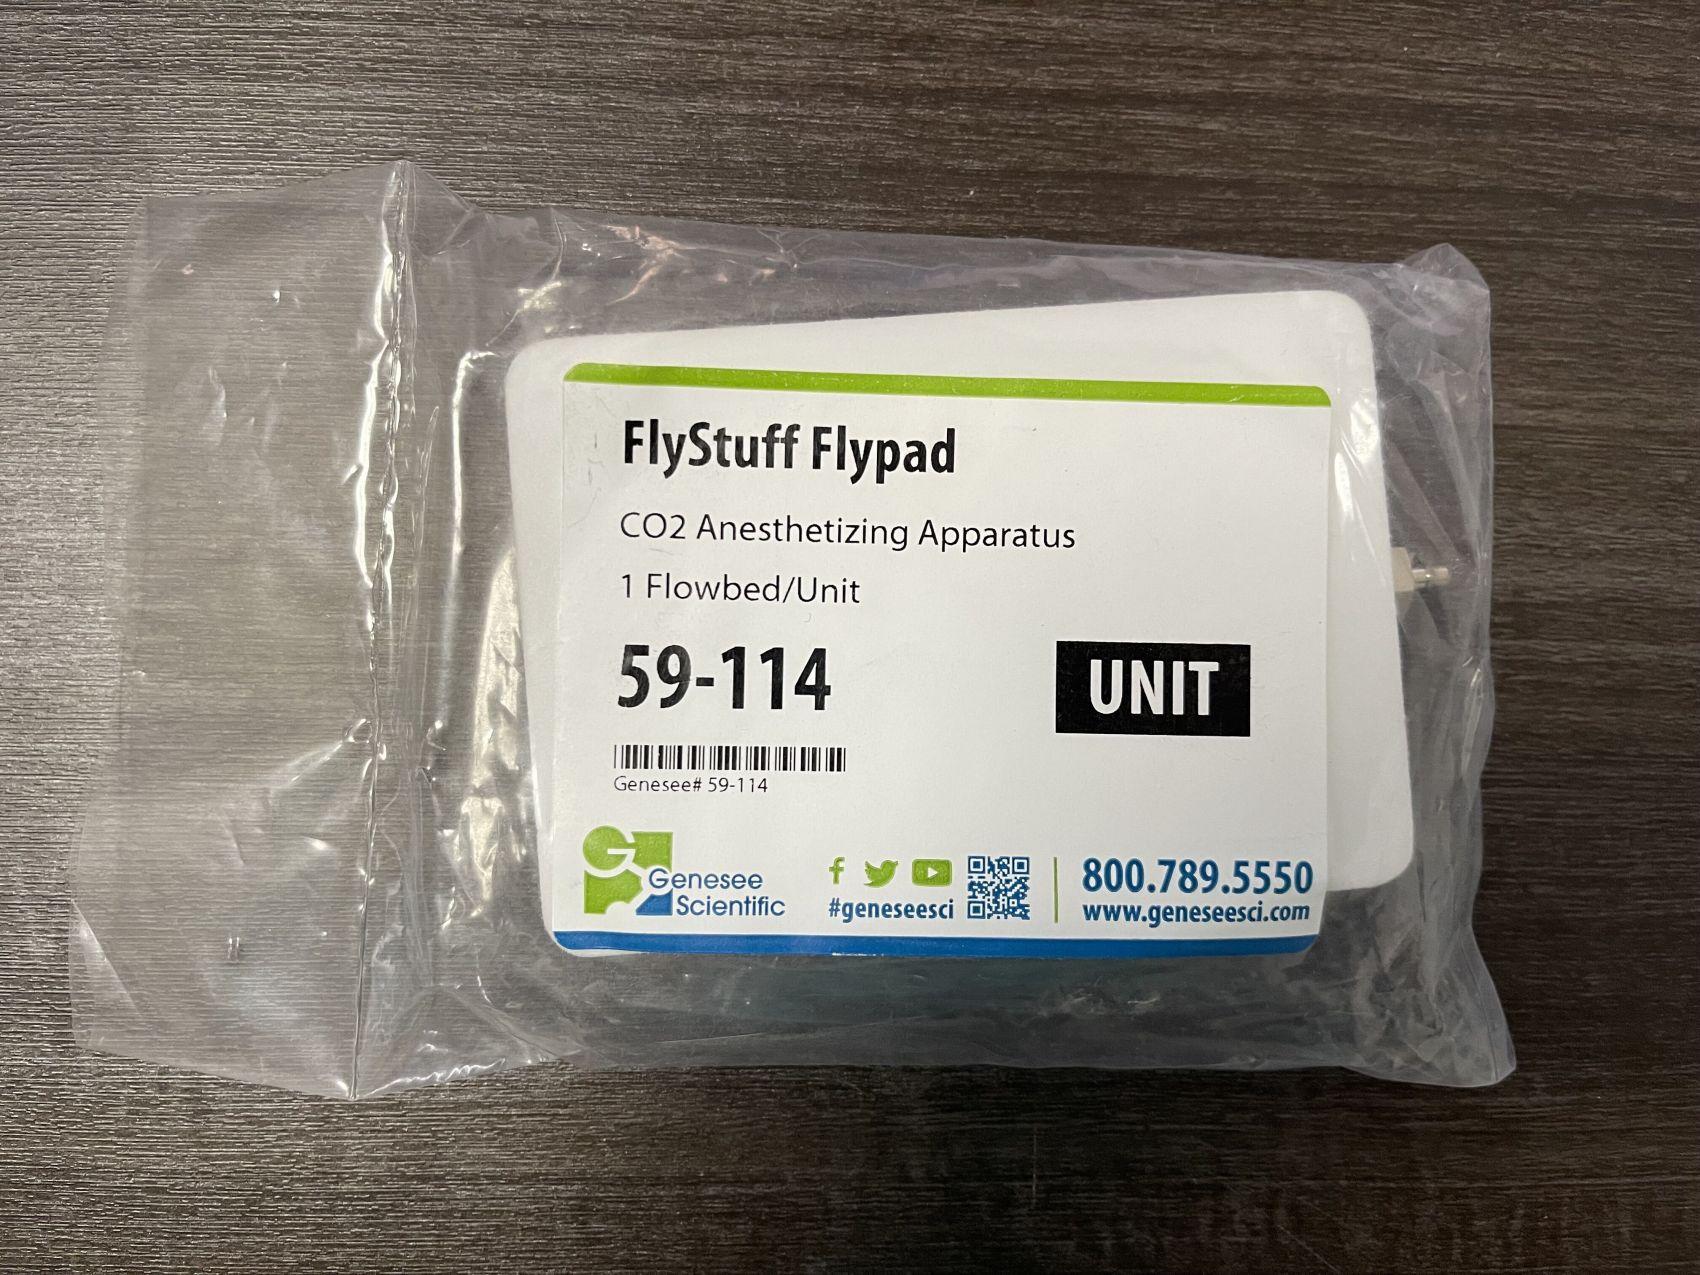 FlyStuff Flypad
CO2 Anesthetizing Apparatus
1 Flowbed/Unit
59-114
UNIT
Genesee# 59-114
Genesee
Scientific
#geneseesci
800.789.5550
www.geneseesci.com